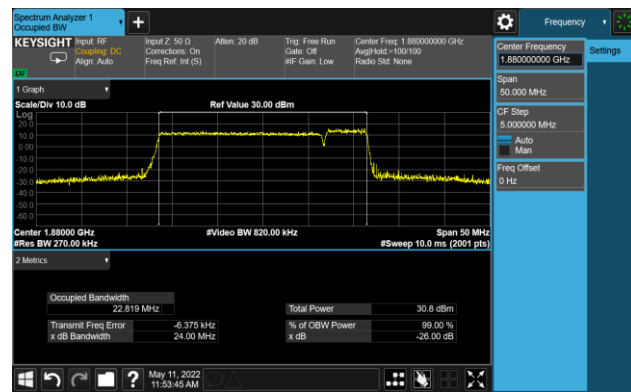 Spectrum Analyzer 1
Occupied BW
+
Frequency
KEYSIGHT
Input: RF
Coupling: DC
Align: Auto
Input Z: 50 Ω
Corrections: On
Freq Ref: Int (S)
Atten: 20 dB
Trig: Free Run
Gate: Off
#IF Gain: Low
Center Freq: 1.880000000 GHz
Avg|Hold:>100/100
Radio Std: None
Center Frequency
1.880000000 GHz
Settings
Span
50.000 MHz
CF Step
5.000000 MHz
Auto
Man
Freq Offset
0 Hz
1 Graph
Scale/Div 10.0 dB
Ref Value 30.00 dBm
Log
20.0
10.0
0.00
-10.0
-20.0
-30.0
-40.0
-50.0
-60.0
Center 1.88000 GHz
#Video BW 820.00 kHz
Span 50 MHz
#Res BW 270.00 kHz
#Sweep 10.0 ms (2001 pts)
2 Metrics
Occupied Bandwidth
22.819 MHz
Total Power
30.8 dBm
Transmit Freq Error
-6.375 kHz
% of OBW Power
99.00 %
x dB Bandwidth
24.00 MHz
x dB
-26.00 dB
?
May 11, 2022
11:53:45 AM